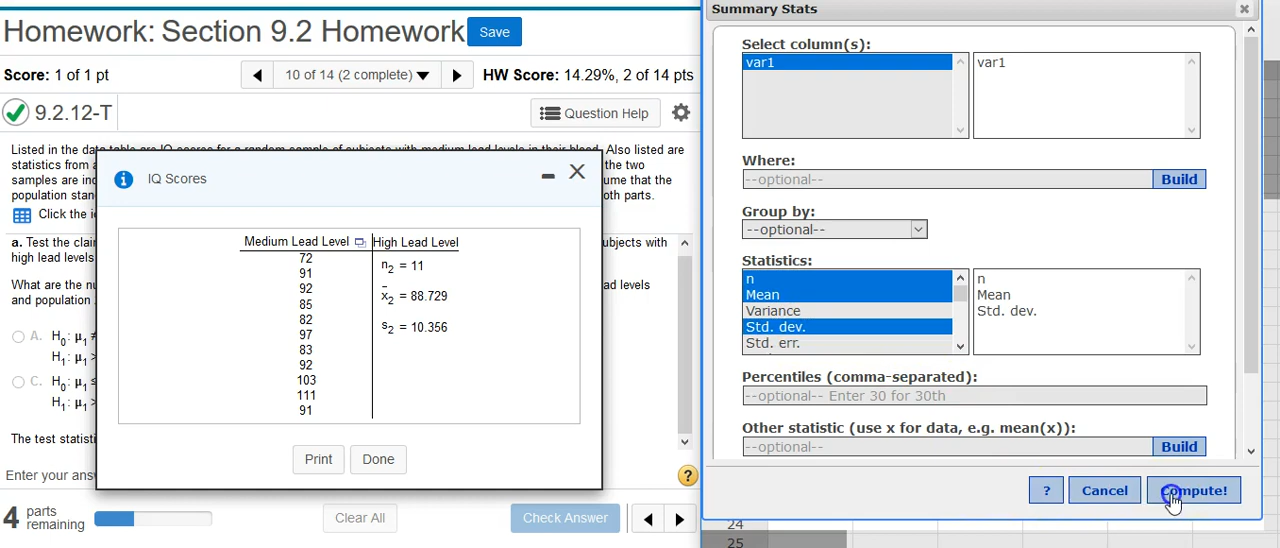 Homework: Section 9.2 Homework
Save
Score: 1 of 1 pt
10 of 14 (2 complete)
HW Score: 14.29%, 2 of 14 pts
9.2.12-T
Question Help
Listed in the data table are IQ scores for a random sample of subjects with medium lead levels in their blood. Also listed are
statistics from a
the two
samples are ind
ume that the
population stan
oth parts.
Click the i
a. Test the clai
ubjects with
high lead levels
What are the nu
ad levels
and population
A. H0: μ1 ≠
H1: μ1 >
C. H0: μ1 ≤
H1: μ1 >
The test statisti
Enter your ans
4 parts
remaining
Clear All
Check Answer
?
IQ Scores
Medium Lead Level High Lead Level
72
91
92
85
82
97
83
92
103
111
91
n2 = 11
x̄2 = 88.729
s2 = 10.356
Print
Done
Summary Stats
Select column(s):
var1
var1
Where:
--optional--
Build
Group by:
--optional--
Statistics:
n
Mean
Variance
Std. dev.
Std. err.
n
Mean
Std. dev.
Percentiles (comma-separated):
--optional-- Enter 30 for 30th
Other statistic (use x for data, e.g. mean(x)):
--optional--
Build
?
Cancel
Compute!
24
25